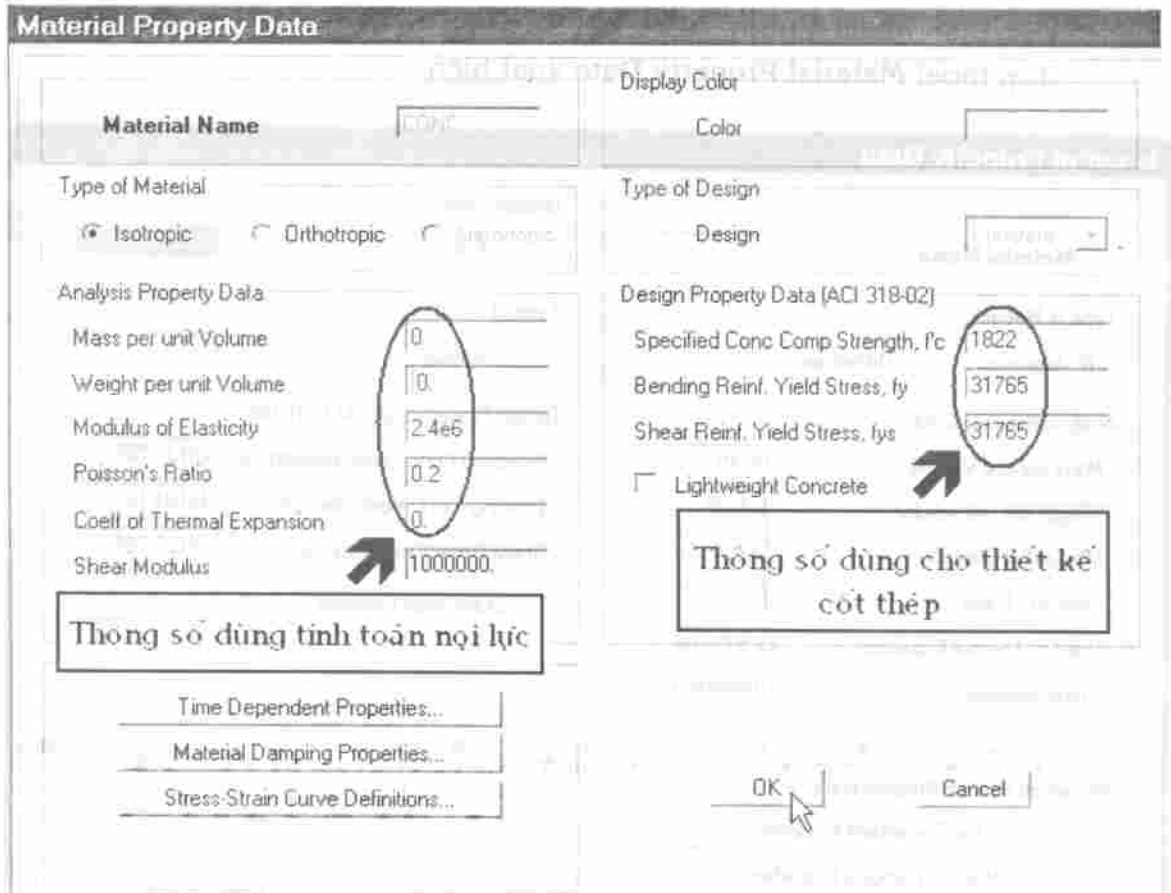 Material Property Data
Material Name
CONC
Display Color
Color
Type of Material
Isotropic
Orthotropic
Type of Design
Design
Analysis Property Data
Mass per unit Volume
0
Weight per unit Volume
0.
Modulus of Elasticity
2.4e6
Poisson's Ratio
0.2
Coeff of Thermal Expansion
0.
Shear Modulus
1000000.
Thông số dùng tính toán nội lực
Design Property Data (ACI 318-02)
Specified Conc Comp Strength, f'c
1822
Bending Reinf. Yield Stress, fy
31765
Shear Reinf. Yield Stress, fys
31765
Lightweight Concrete
Thông số dùng cho thiết kế
cốt thép
Time Dependent Properties...
Material Damping Properties...
Stress-Strain Curve Definitions...
OK
Cancel